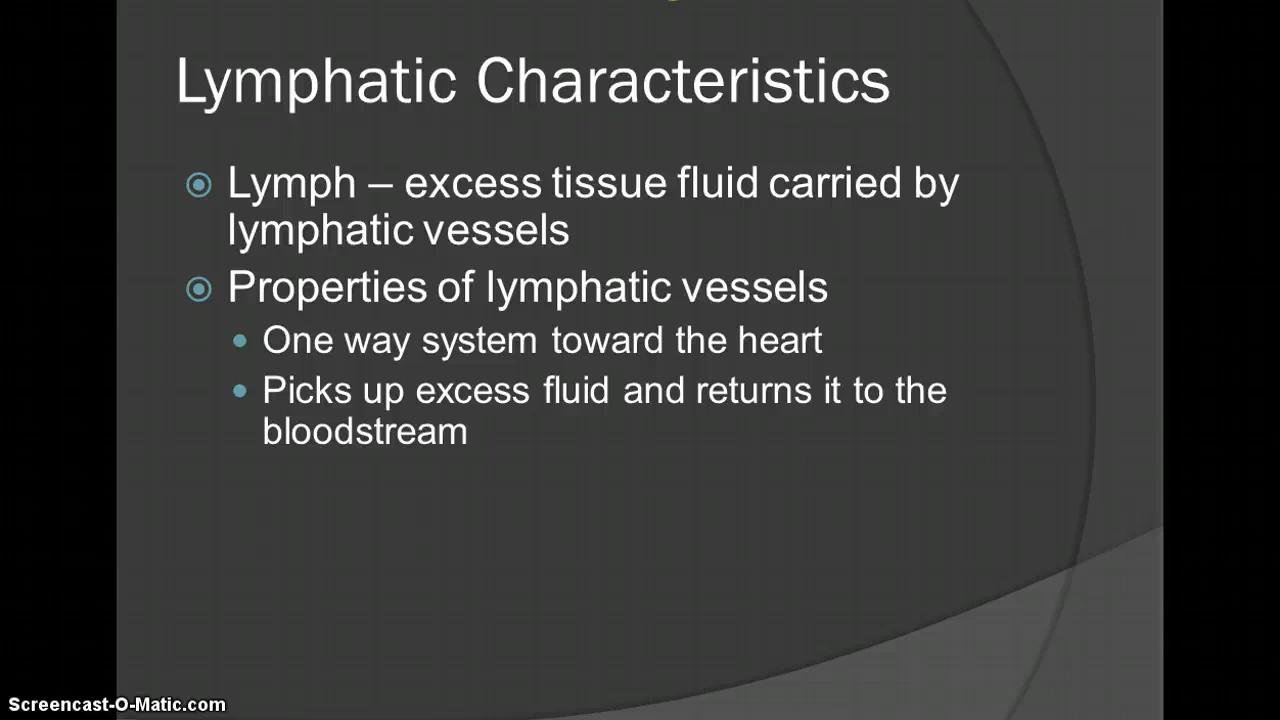 Lymphatic Characteristics
Lymph – excess tissue fluid carried by
lymphatic vessels
Properties of lymphatic vessels
One way system toward the heart
Picks up excess fluid and returns it to the
bloodstream
Screencast-O-Matic.com